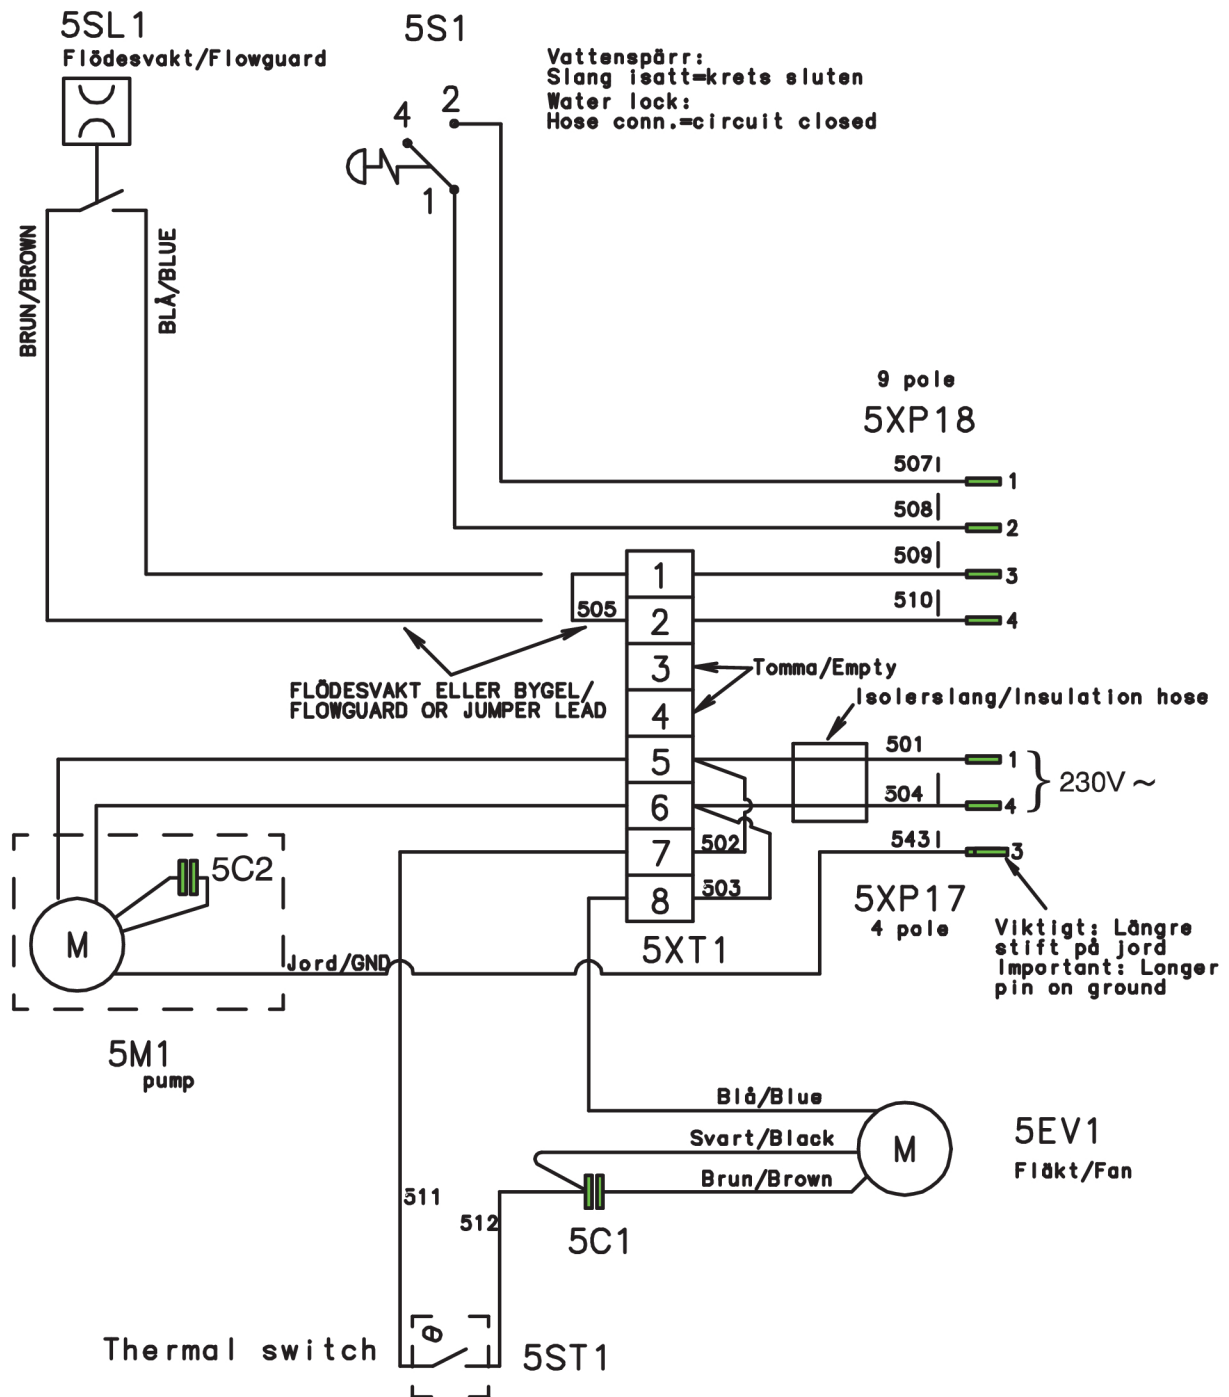 5SL1
Flödesvakt/Flowguard
5S1
Vattenspärr:
Slang isatt=krets sluten
Water lock:
Hose conn.=circuit closed
4
2
1
BRUN/BROWN
BLÅ/BLUE
9 pole
5XP18
507
1
508
2
509
3
510
4
505
1
2
3
4
5
6
7
8
5XT1
Tomma/Empty
FLÖDESVAKT ELLER BYGEL/
FLOWGUARD OR JUMPER LEAD
Isolerslang/Insulation hose
501
1
504
4
230V ~
502
503
543
3
5XP17
4 pole
Viktigt: Längre
stift på jord
Important: Longer
pin on ground
5C2
M
Jord/GND
5M1
pump
Blå/Blue
Svart/Black
Brun/Brown
M
5EV1
Fläkt/Fan
511
512
5C1
θ
Thermal switch
5ST1